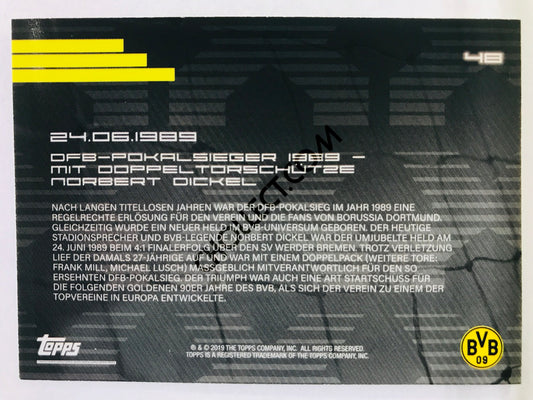 48
24.06.1989
DFB-POKALSIEGER 1989 –
MIT DOPPELTORSCHÜTZE
NORBERT DICKEL
NACH LANGEN TITELLOSEN JAHREN WAR DER DFB-POKALSIEG IM JAHR 1989 EINE
REGELRECHTE ERLÖSUNG FÜR DEN VEREIN UND DIE FANS VON BORUSSIA DORTMUND.
GLEICHZEITIG WURDE EIN NEUER HELD IM BVB-UNIVERSUM GEBOREN. DER HEUTIGE
STADIONSPRECHER UND BVB-LEGENDE NORBERT DICKEL WAR DER UMJUBELTE HELD AM
24. JUNI 1989 BEIM 4:1 FINALERFOLG ÜBER DEN SV WERDER BREMEN. TROTZ VERLETZUNG
LIEF DER DAMALS 27-JÄHRIGE AUF UND WAR MIT EINEM DOPPELPACK (WEITERE TORE:
FRANK MILL, MICHAEL LUSCH) MASSGEBLICH MITVERANTWORTLICH FÜR DEN SO
ERSEHNTEN DFB-POKALSIEG. DER TRIUMPH WAR AUCH EINE ART STARTSCHUSS FÜR
DIE FOLGENDEN GOLDENEN 90ER JAHRE DES BVB, ALS SICH DER VEREIN ZU EINEM DER
TOPVEREINE IN EUROPA ENTWICKELTE.
Topps
® & © 2019 THE TOPPS COMPANY, INC. ALL RIGHTS RESERVED.
TOPPS IS A REGISTERED TRADEMARK OF THE TOPPS COMPANY, INC.
BVB
09